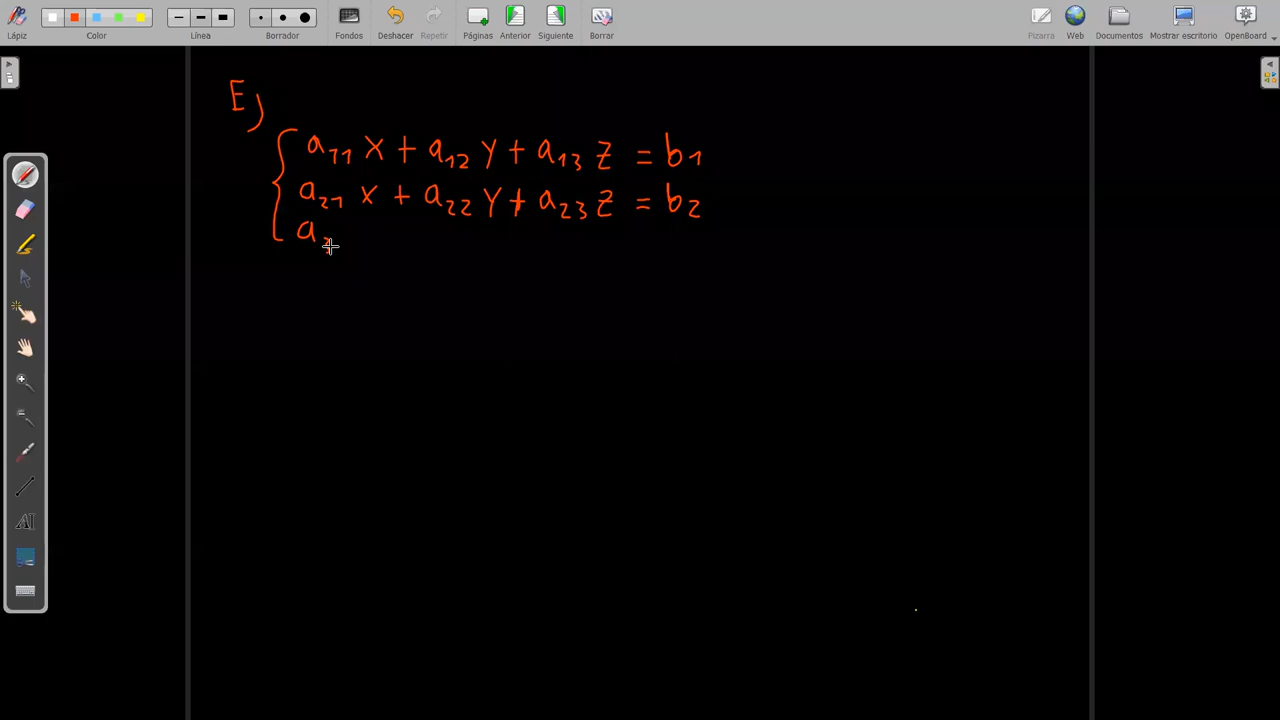 Lápiz Color Línea Borrador Fondos Deshacer Repetir Páginas Anterior Siguiente Borrar Pizarra Web Documentos Mostrar escritorio OpenBoard
E)
a₁₁ X + a₁₂ Y + a₁₃ Z = b₁
a₂₁ X + a₂₂ Y + a₂₃ Z = b₂
a
AI